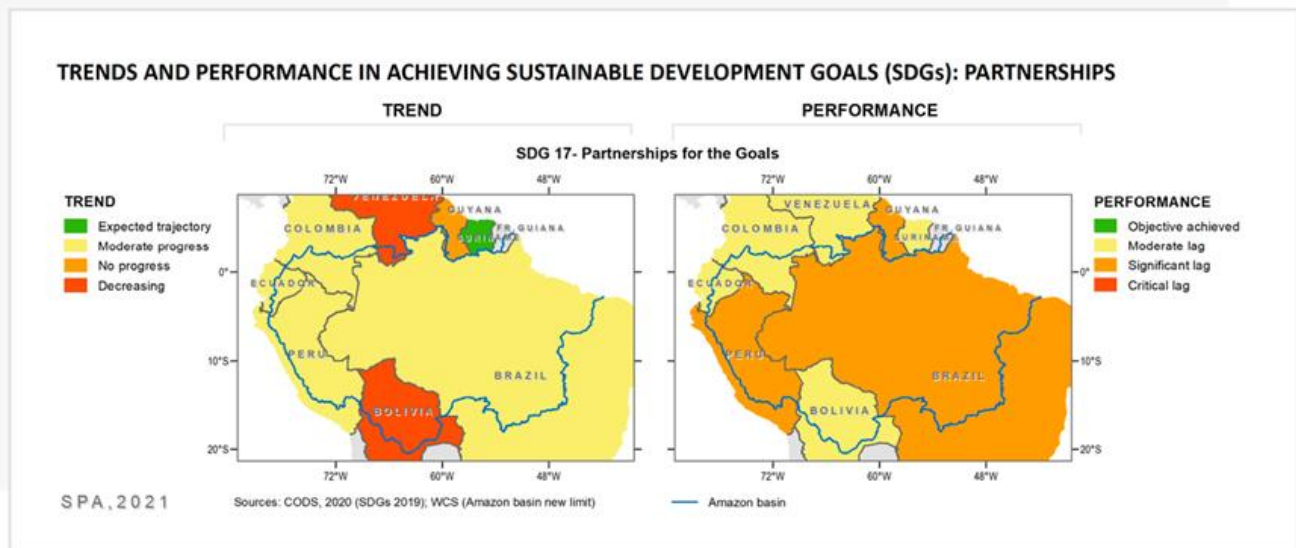 TRENDS AND PERFORMANCE IN ACHIEVING SUSTAINABLE DEVELOPMENT GOALS (SDGs): PARTNERSHIPS
TREND
PERFORMANCE
SDG 17- Partnerships for the Goals
TREND
Expected trajectory
Moderate progress
No progress
Decreasing
72°W 60°W 48°W
VENEZUELA
GUYANA
COLOMBIA
SURINAME
FR. GUIANA
0°
ECUADOR
PERU
10°S
BRAZIL
BOLIVIA
20°S
72°W 60°W 48°W
72°W 60°W 48°W
VENEZUELA
GUYANA
COLOMBIA
SURINAME
FR. GUIANA
0°
ECUADOR
PERU
10°S
BRAZIL
BOLIVIA
20°S
72°W 60°W 48°W
PERFORMANCE
Objective achieved
Moderate lag
Significant lag
Critical lag
SPA,2021
Sources: CODS, 2020 (SDGs 2019); WCS (Amazon basin new limit)
Amazon basin